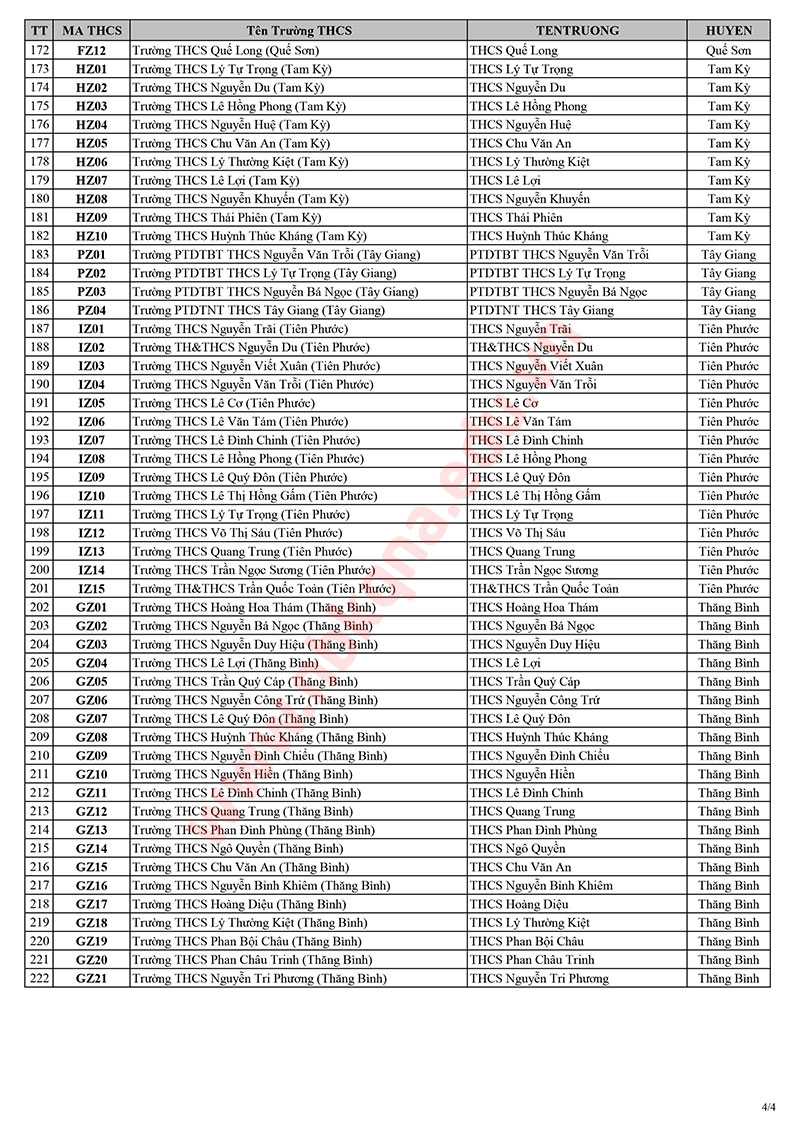 TT MA THCS Tên Trường THCS TENTRUONG HUYEN
172 FZ12 Trường THCS Quế Long (Quế Sơn) THCS Quế Long Quế Sơn
173 HZ01 Trường THCS Lý Tự Trọng (Tam Kỳ) THCS Lý Tự Trọng Tam Kỳ
174 HZ02 Trường THCS Nguyễn Du (Tam Kỳ) THCS Nguyễn Du Tam Kỳ
175 HZ03 Trường THCS Lê Hồng Phong (Tam Kỳ) THCS Lê Hồng Phong Tam Kỳ
176 HZ04 Trường THCS Nguyễn Huệ (Tam Kỳ) THCS Nguyễn Huệ Tam Kỳ
177 HZ05 Trường THCS Chu Văn An (Tam Kỳ) THCS Chu Văn An Tam Kỳ
178 HZ06 Trường THCS Lý Thường Kiệt (Tam Kỳ) THCS Lý Thường Kiệt Tam Kỳ
179 HZ07 Trường THCS Lê Lợi (Tam Kỳ) THCS Lê Lợi Tam Kỳ
180 HZ08 Trường THCS Nguyễn Khuyến (Tam Kỳ) THCS Nguyễn Khuyến Tam Kỳ
181 HZ09 Trường THCS Thái Phiên (Tam Kỳ) THCS Thái Phiên Tam Kỳ
182 HZ10 Trường THCS Huỳnh Thúc Kháng (Tam Kỳ) THCS Huỳnh Thúc Kháng Tam Kỳ
183 PZ01 Trường PTDTBT THCS Nguyễn Văn Trỗi (Tây Giang) PTDTBT THCS Nguyễn Văn Trỗi Tây Giang
184 PZ02 Trường PTDTBT THCS Lý Tự Trọng (Tây Giang) PTDTBT THCS Lý Tự Trọng Tây Giang
185 PZ03 Trường PTDTBT THCS Nguyễn Bá Ngọc (Tây Giang) PTDTBT THCS Nguyễn Bá Ngọc Tây Giang
186 PZ04 Trường PTDTNT THCS Tây Giang (Tây Giang) PTDTNT THCS Tây Giang Tây Giang
187 IZ01 Trường THCS Nguyễn Trãi (Tiên Phước) THCS Nguyễn Trãi Tiên Phước
188 IZ02 Trường TH&THCS Nguyễn Du (Tiên Phước) TH&THCS Nguyễn Du Tiên Phước
189 IZ03 Trường THCS Nguyễn Viết Xuân (Tiên Phước) THCS Nguyễn Viết Xuân Tiên Phước
190 IZ04 Trường THCS Nguyễn Văn Trỗi (Tiên Phước) THCS Nguyễn Văn Trỗi Tiên Phước
191 IZ05 Trường THCS Lê Cơ (Tiên Phước) THCS Lê Cơ Tiên Phước
192 IZ06 Trường THCS Lê Văn Tám (Tiên Phước) THCS Lê Văn Tám Tiên Phước
193 IZ07 Trường THCS Lê Đình Chinh (Tiên Phước) THCS Lê Đình Chinh Tiên Phước
194 IZ08 Trường THCS Lê Hồng Phong (Tiên Phước) THCS Lê Hồng Phong Tiên Phước
195 IZ09 Trường THCS Lê Quý Đôn (Tiên Phước) THCS Lê Quý Đôn Tiên Phước
196 IZ10 Trường THCS Lê Thị Hồng Gấm (Tiên Phước) THCS Lê Thị Hồng Gấm Tiên Phước
197 IZ11 Trường THCS Lý Tự Trọng (Tiên Phước) THCS Lý Tự Trọng Tiên Phước
198 IZ12 Trường THCS Võ Thị Sáu (Tiên Phước) THCS Võ Thị Sáu Tiên Phước
199 IZ13 Trường THCS Quang Trung (Tiên Phước) THCS Quang Trung Tiên Phước
200 IZ14 Trường THCS Trần Ngọc Sương (Tiên Phước) THCS Trần Ngọc Sương Tiên Phước
201 IZ15 Trường TH&THCS Trần Quốc Toản (Tiên Phước) TH&THCS Trần Quốc Toản Tiên Phước
202 GZ01 Trường THCS Hoàng Hoa Thám (Thăng Bình) THCS Hoàng Hoa Thám Thăng Bình
203 GZ02 Trường THCS Nguyễn Bá Ngọc (Thăng Bình) THCS Nguyễn Bá Ngọc Thăng Bình
204 GZ03 Trường THCS Nguyễn Duy Hiệu (Thăng Bình) THCS Nguyễn Duy Hiệu Thăng Bình
205 GZ04 Trường THCS Lê Lợi (Thăng Bình) THCS Lê Lợi Thăng Bình
206 GZ05 Trường THCS Trần Quý Cáp (Thăng Bình) THCS Trần Quý Cáp Thăng Bình
207 GZ06 Trường THCS Nguyễn Công Trứ (Thăng Bình) THCS Nguyễn Công Trứ Thăng Bình
208 GZ07 Trường THCS Lê Quý Đôn (Thăng Bình) THCS Lê Quý Đôn Thăng Bình
209 GZ08 Trường THCS Huỳnh Thúc Kháng (Thăng Bình) THCS Huỳnh Thúc Kháng Thăng Bình
210 GZ09 Trường THCS Nguyễn Đình Chiểu (Thăng Bình) THCS Nguyễn Đình Chiểu Thăng Bình
211 GZ10 Trường THCS Nguyễn Hiền (Thăng Bình) THCS Nguyễn Hiền Thăng Bình
212 GZ11 Trường THCS Lê Đình Chinh (Thăng Bình) THCS Lê Đình Chinh Thăng Bình
213 GZ12 Trường THCS Quang Trung (Thăng Bình) THCS Quang Trung Thăng Bình
214 GZ13 Trường THCS Phan Đình Phùng (Thăng Bình) THCS Phan Đình Phùng Thăng Bình
215 GZ14 Trường THCS Ngô Quyền (Thăng Bình) THCS Ngô Quyền Thăng Bình
216 GZ15 Trường THCS Chu Văn An (Thăng Bình) THCS Chu Văn An Thăng Bình
217 GZ16 Trường THCS Nguyễn Bỉnh Khiêm (Thăng Bình) THCS Nguyễn Bỉnh Khiêm Thăng Bình
218 GZ17 Trường THCS Hoàng Diệu (Thăng Bình) THCS Hoàng Diệu Thăng Bình
219 GZ18 Trường THCS Lý Thường Kiệt (Thăng Bình) THCS Lý Thường Kiệt Thăng Bình
220 GZ19 Trường THCS Phan Bội Châu (Thăng Bình) THCS Phan Bội Châu Thăng Bình
221 GZ20 Trường THCS Phan Châu Trinh (Thăng Bình) THCS Phan Châu Trinh Thăng Bình
222 GZ21 Trường THCS Nguyễn Tri Phương (Thăng Bình) THCS Nguyễn Tri Phương Thăng Bình
4/4